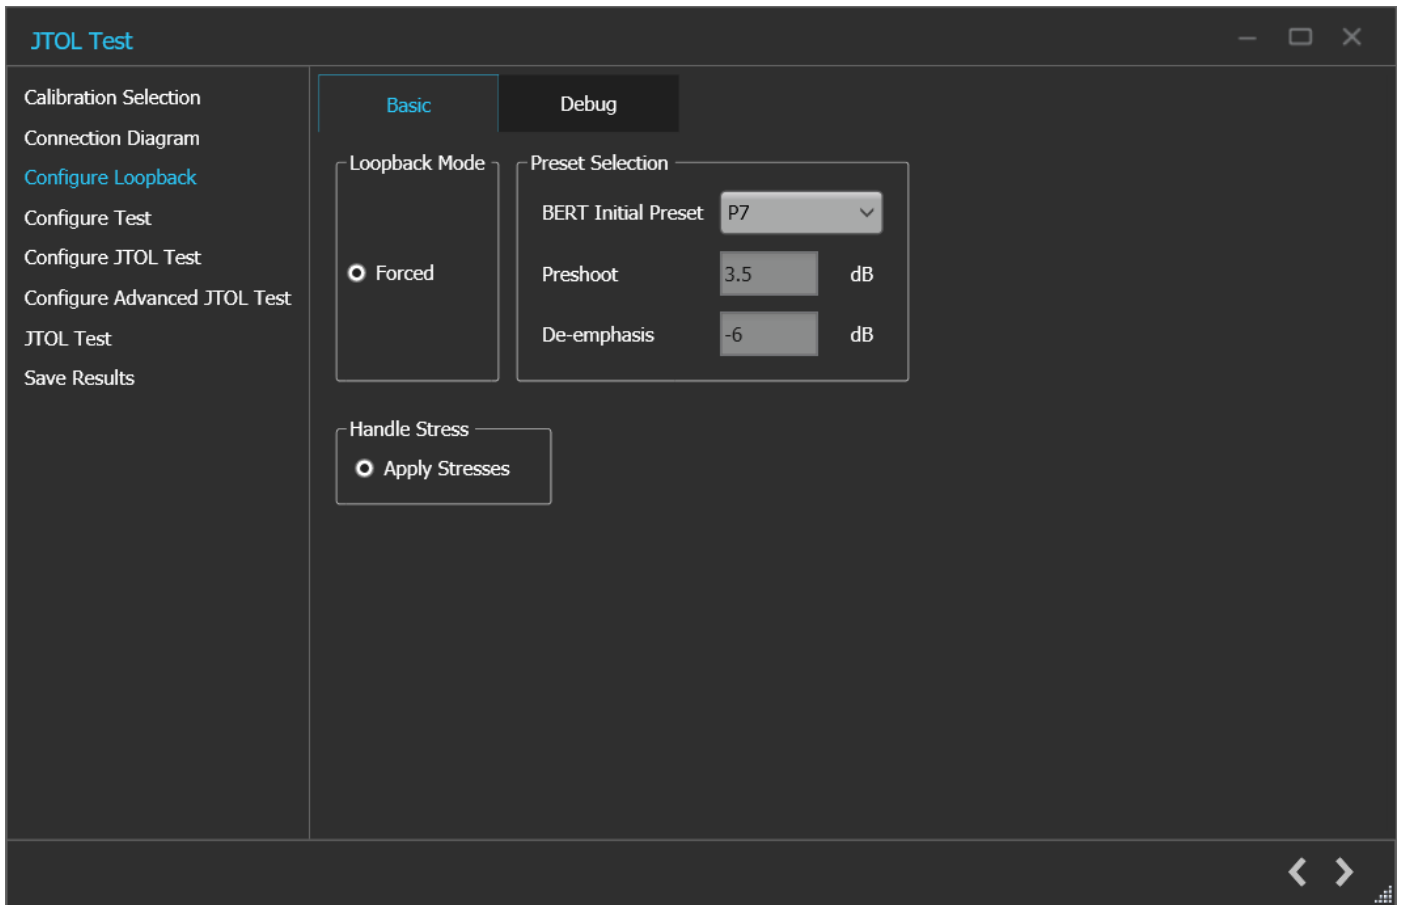 JTOL Test
Calibration Selection
Connection Diagram
Configure Loopback
Configure Test
Configure JTOL Test
Configure Advanced JTOL Test
JTOL Test
Save Results
Basic
Debug
Loopback Mode
Forced
Preset Selection
BERT Initial Preset P7
Preshoot 3.5 dB
De-emphasis -6 dB
Handle Stress
Apply Stresses